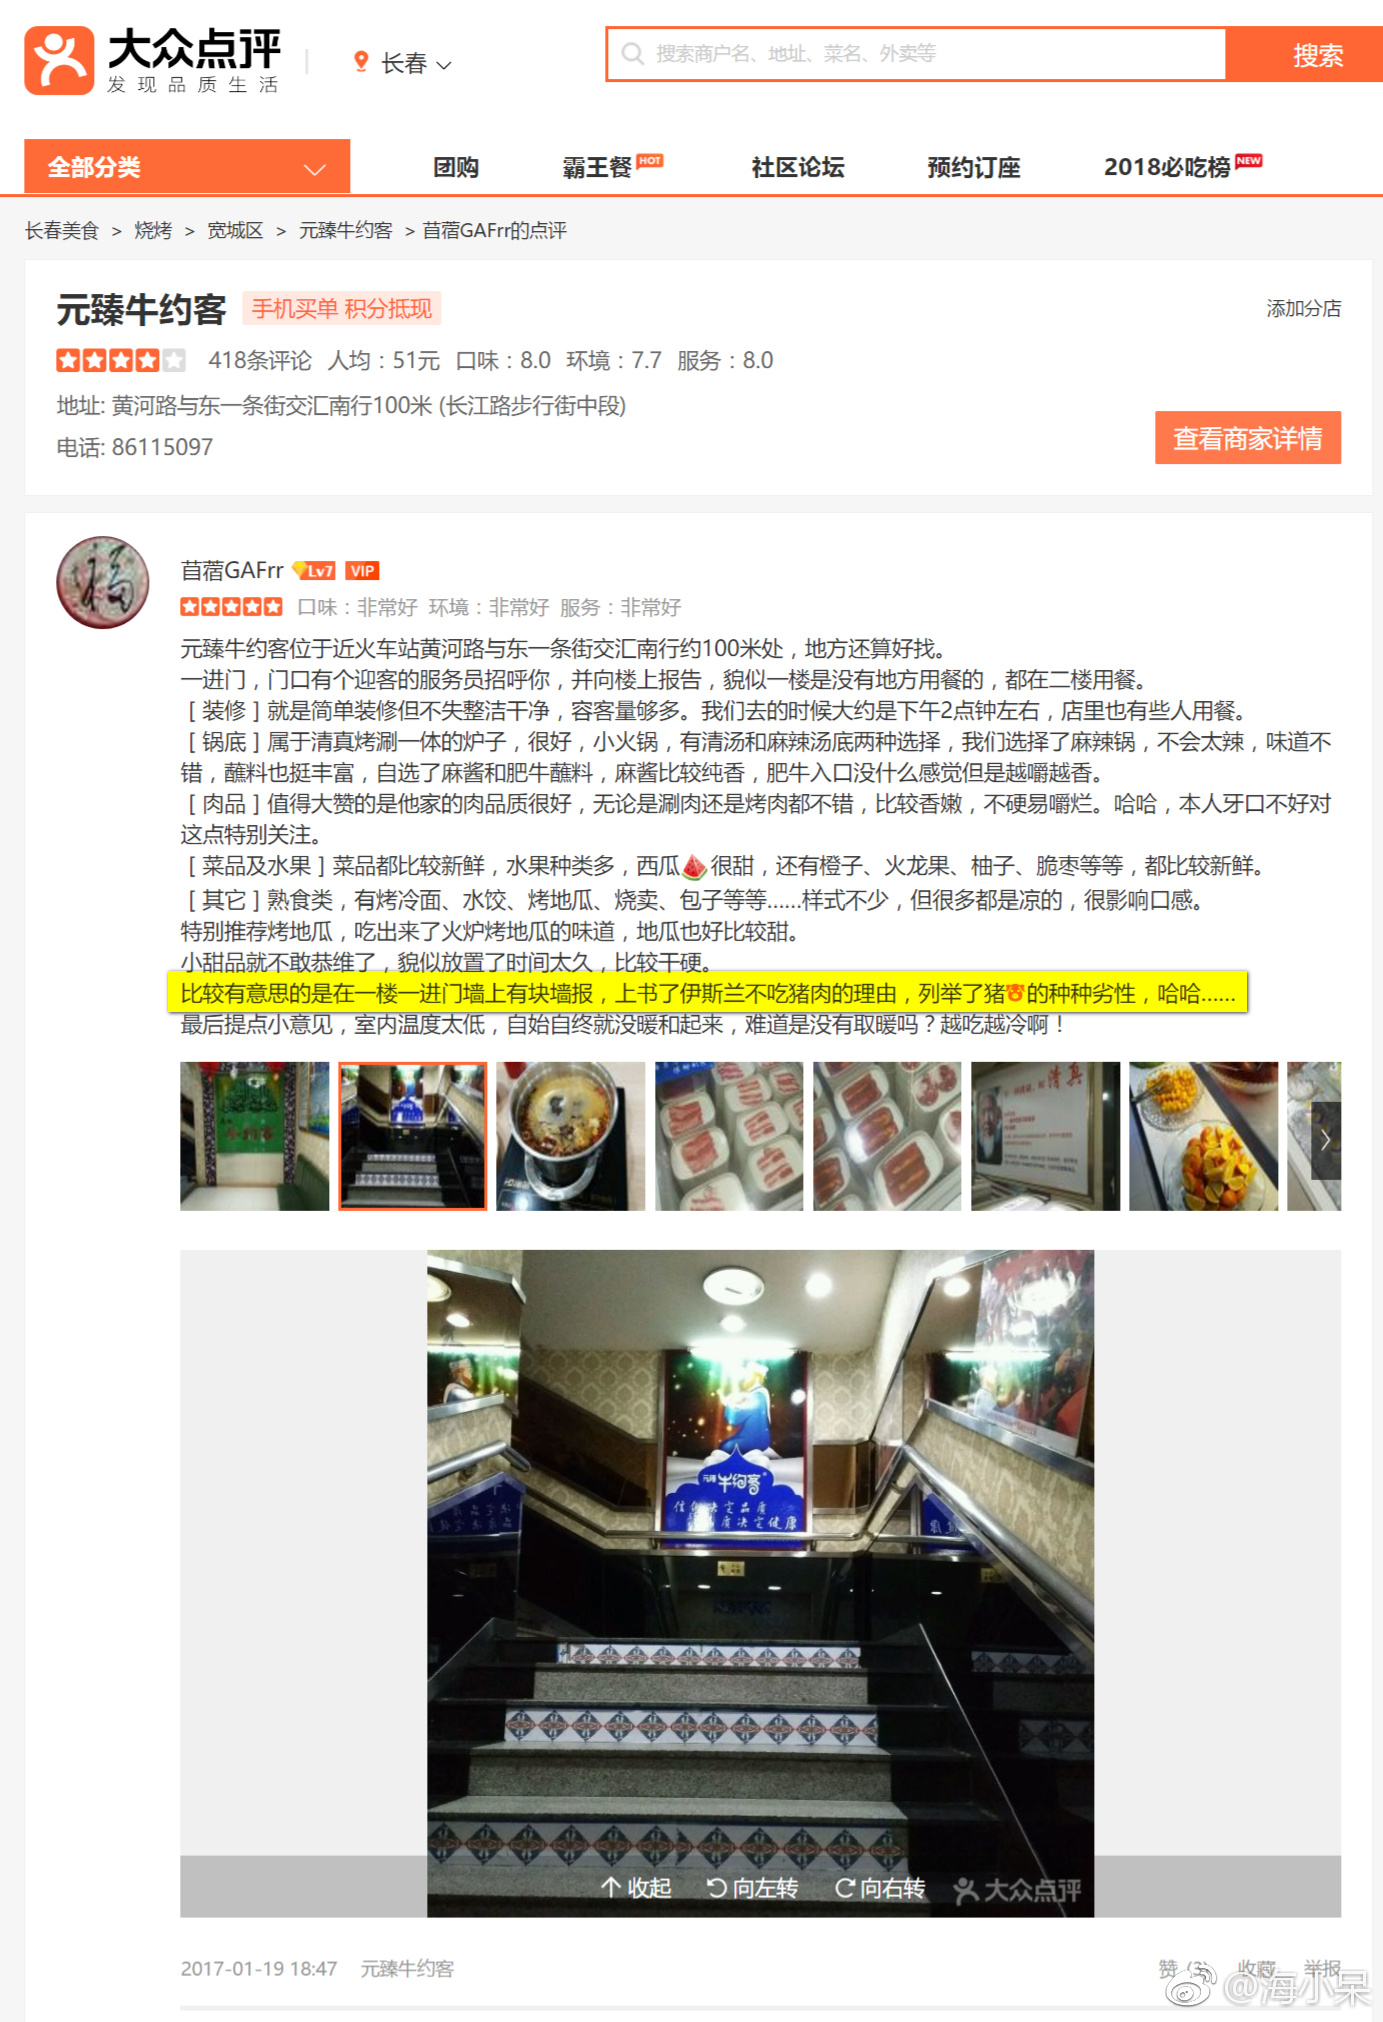 大众点评
发现品质生活
长春
搜索商户名、地址、菜名、外卖等
搜索
全部分类
团购
霸王餐 HOT
社区论坛
预约订座
2018必吃榜 NEW
长春美食 > 烧烤 > 宽城区 > 元臻牛约客 > 苜蓿GAFrr的点评
元臻牛约客 手机买单 积分抵现
添加分店
418条评论 人均：51元 口味：8.0 环境：7.7 服务：8.0
地址: 黄河路与东一条街交汇南行100米 (长江路步行街中段)
电话: 86115097
查看商家详情
福
苜蓿GAFrr Lv7 VIP
口味：非常好 环境：非常好 服务：非常好
元臻牛约客位于近火车站黄河路与东一条街交汇南行约100米处，地方还算好找。
一进门，门口有个迎客的服务员招呼你，并向楼上报告，貌似一楼是没有地方用餐的，都在二楼用餐。
［装修］就是简单装修但不失整洁干净，容客量够多。我们去的时候大约是下午2点钟左右，店里也有些人用餐。
［锅底］属于清真烤涮一体的炉子，很好，小火锅，有清汤和麻辣汤底两种选择，我们选择了麻辣锅，不会太辣，味道不
错，蘸料也挺丰富，自选了麻酱和肥牛蘸料，麻酱比较纯香，肥牛入口没什么感觉但是越嚼越香。
［肉品］值得大赞的是他家的肉品质很好，无论是涮肉还是烤肉都不错，比较香嫩，不硬易嚼烂。哈哈，本人牙口不好对
这点特别关注。
［菜品及水果］菜品都比较新鲜，水果种类多，西瓜🍉很甜，还有橙子、火龙果、柚子、脆枣等等，都比较新鲜。
［其它］熟食类，有烤冷面、水饺、烤地瓜、烧卖、包子等等……样式不少，但很多都是凉的，很影响口感。
特别推荐烤地瓜，吃出来了火炉烤地瓜的味道，地瓜也好比较甜。
小甜品就不敢恭维了，貌似放置了时间太久，比较干硬。
比较有意思的是在一楼一进门墙上有块墙报，上书了伊斯兰不吃猪肉的理由，列举了猪🐷的种种劣性，哈哈……
最后提点小意见，室内温度太低，自始自终就没暖和起来，难道是没有取暖吗？越吃越冷啊！
清真
元臻 牛约客
信仰决定品质
品质决定健康
收起 向左转 向右转 大众点评
2017-01-19 18:47 元臻牛约客
赞 (3) 收藏 举报
@海小呆